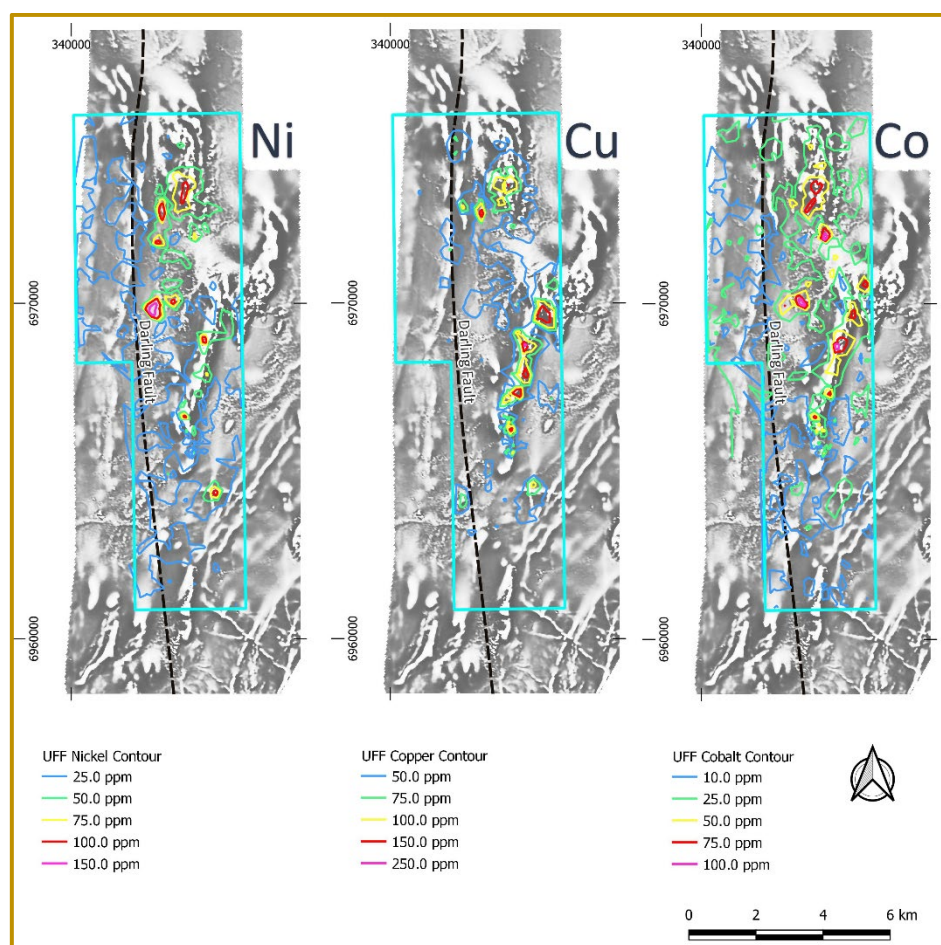 340000
340000
340000
Ni
Cu
Co
6970000
6970000
6970000
Darling Fault
Darling Fault
Darling Fault
6960000
6960000
6960000
UFF Nickel Contour
25.0 ppm
50.0 ppm
75.0 ppm
100.0 ppm
150.0 ppm
UFF Copper Contour
50.0 ppm
75.0 ppm
100.0 ppm
150.0 ppm
250.0 ppm
UFF Cobalt Contour
10.0 ppm
25.0 ppm
50.0 ppm
75.0 ppm
100.0 ppm
0 2 4 6 km